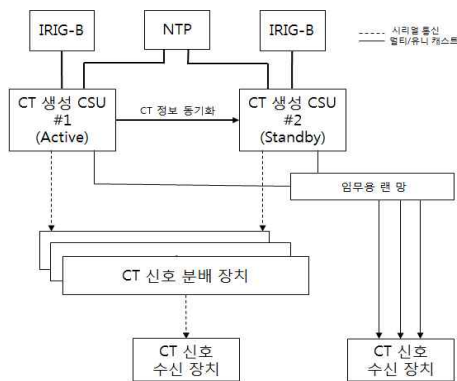 IRIG-B
NTP
IRIG-B
시리얼 통신
멀티/유니 캐스트
CT 생성 CSU
#1
(Active)
CT 정보 동기화
CT 생성 CSU
#2
(Standby)
임무용 랜 망
CT 신호 분배 장치
CT 신호
수신 장치
CT 신호
수신 장치